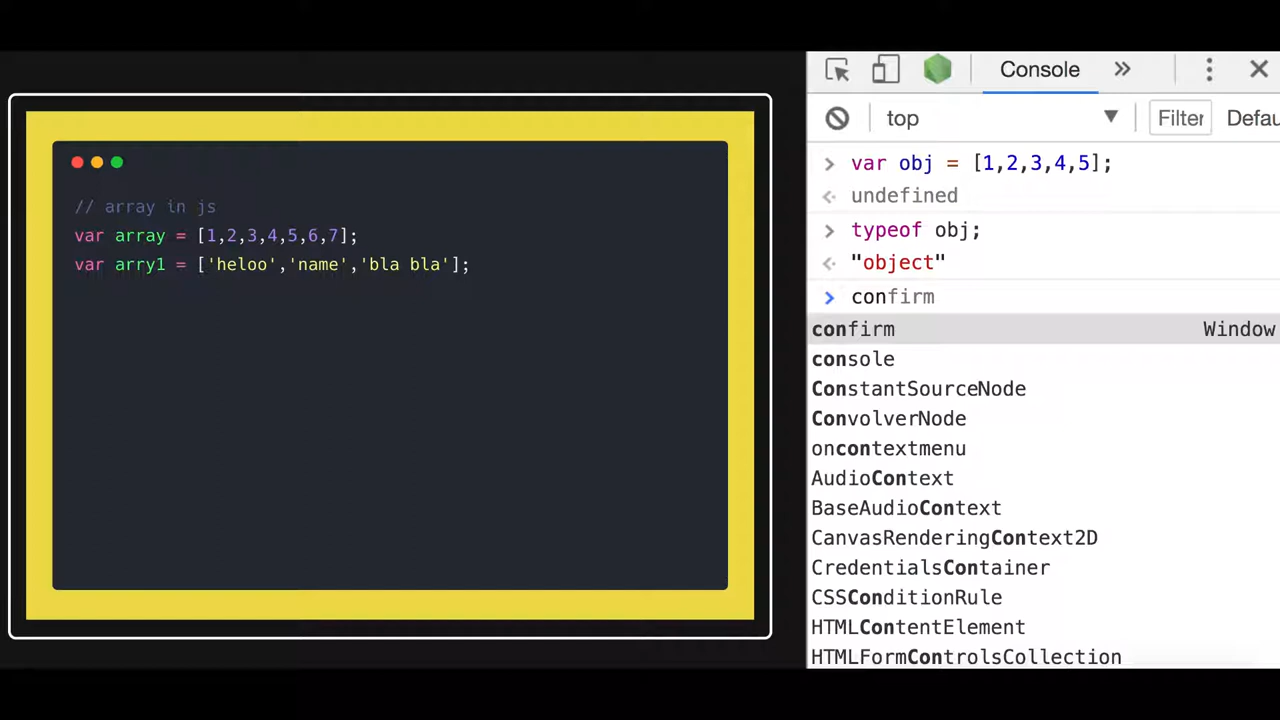 // array in js
var array = [1,2,3,4,5,6,7];
var arry1 = ['heloo','name','bla bla'];
Console
top
Filter
Defau
var obj = [1,2,3,4,5];
undefined
typeof obj;
"object"
confirm
confirm Window
console
ConstantSourceNode
ConvolverNode
oncontextmenu
AudioContext
BaseAudioContext
CanvasRenderingContext2D
CredentialsContainer
CSSConditionRule
HTMLContentElement
HTMLFormControlsCollection